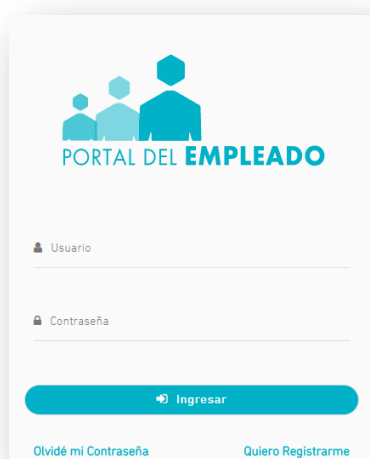 PORTAL DEL EMPLEADO
Usuario
Contraseña
Ingresar
Olvidé mi Contraseña Quiero Registrarme